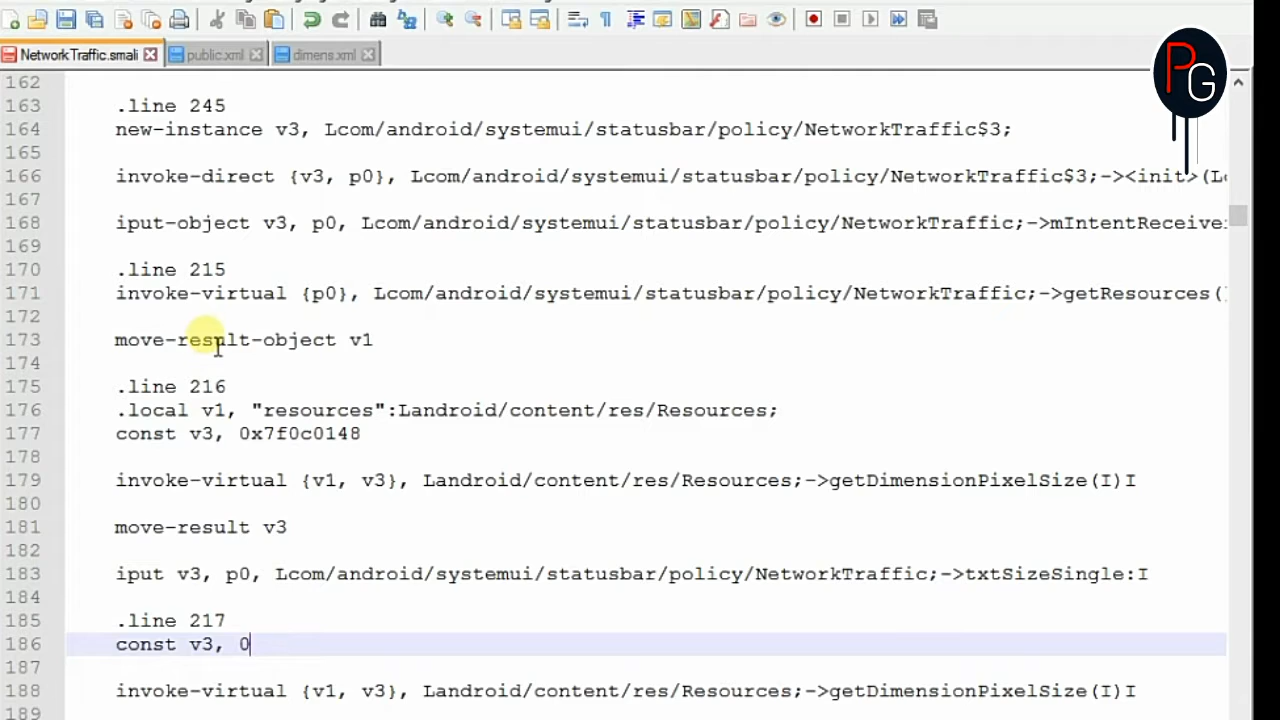 NetworkTraffic.smali public.xml dimens.xml
PG
162
163 .line 245
164 new-instance v3, Lcom/android/systemui/statusbar/policy/NetworkTraffic$3;
165
166 invoke-direct {v3, p0}, Lcom/android/systemui/statusbar/policy/NetworkTraffic$3;-><init>(L
167
168 iput-object v3, p0, Lcom/android/systemui/statusbar/policy/NetworkTraffic;->mIntentReceive
169
170 .line 215
171 invoke-virtual {p0}, Lcom/android/systemui/statusbar/policy/NetworkTraffic;->getResources(
172
173 move-result-object v1
174
175 .line 216
176 .local v1, "resources":Landroid/content/res/Resources;
177 const v3, 0x7f0c0148
178
179 invoke-virtual {v1, v3}, Landroid/content/res/Resources;->getDimensionPixelSize(I)I
180
181 move-result v3
182
183 iput v3, p0, Lcom/android/systemui/statusbar/policy/NetworkTraffic;->txtSizeSingle:I
184
185 .line 217
186 const v3, 0
187
188 invoke-virtual {v1, v3}, Landroid/content/res/Resources;->getDimensionPixelSize(I)I
189